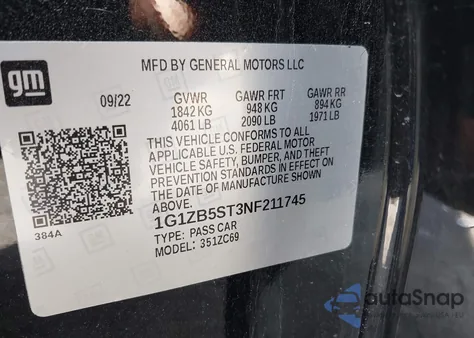 gm
MFD BY GENERAL MOTORS LLC
09/22 GVWR GAWR FRT GAWR RR
1842 KG 948 KG 894 KG
4061 LB 2090 LB 1971 LB
THIS VEHICLE CONFORMS TO ALL
APPLICABLE U.S. FEDERAL MOTOR
VEHICLE SAFETY, BUMPER, AND THEFT
PREVENTION STANDARDS IN EFFECT ON
THE DATE OF MANUFACTURE SHOWN
ABOVE.
384A
1G1ZB5ST3NF211745
TYPE: PASS CAR
MODEL: 351ZC69
autoSnap